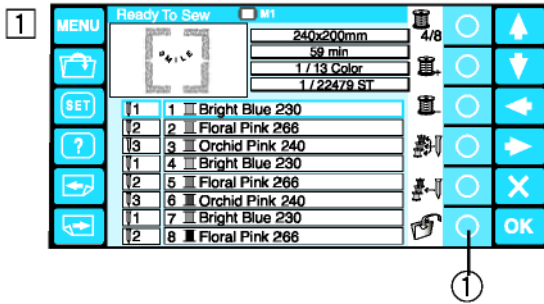 1
MENU
Ready To Sew M1
4/8
SMILE
240x200mm
59 min
1 / 13 Color
1 / 22479 ST
SET
?
1 1 Bright Blue 230
2 2 Floral Pink 266
3 3 Orchid Pink 240
1 4 Bright Blue 230
2 5 Floral Pink 266
3 6 Orchid Pink 240
1 7 Bright Blue 230
2 8 Floral Pink 266
OK
1